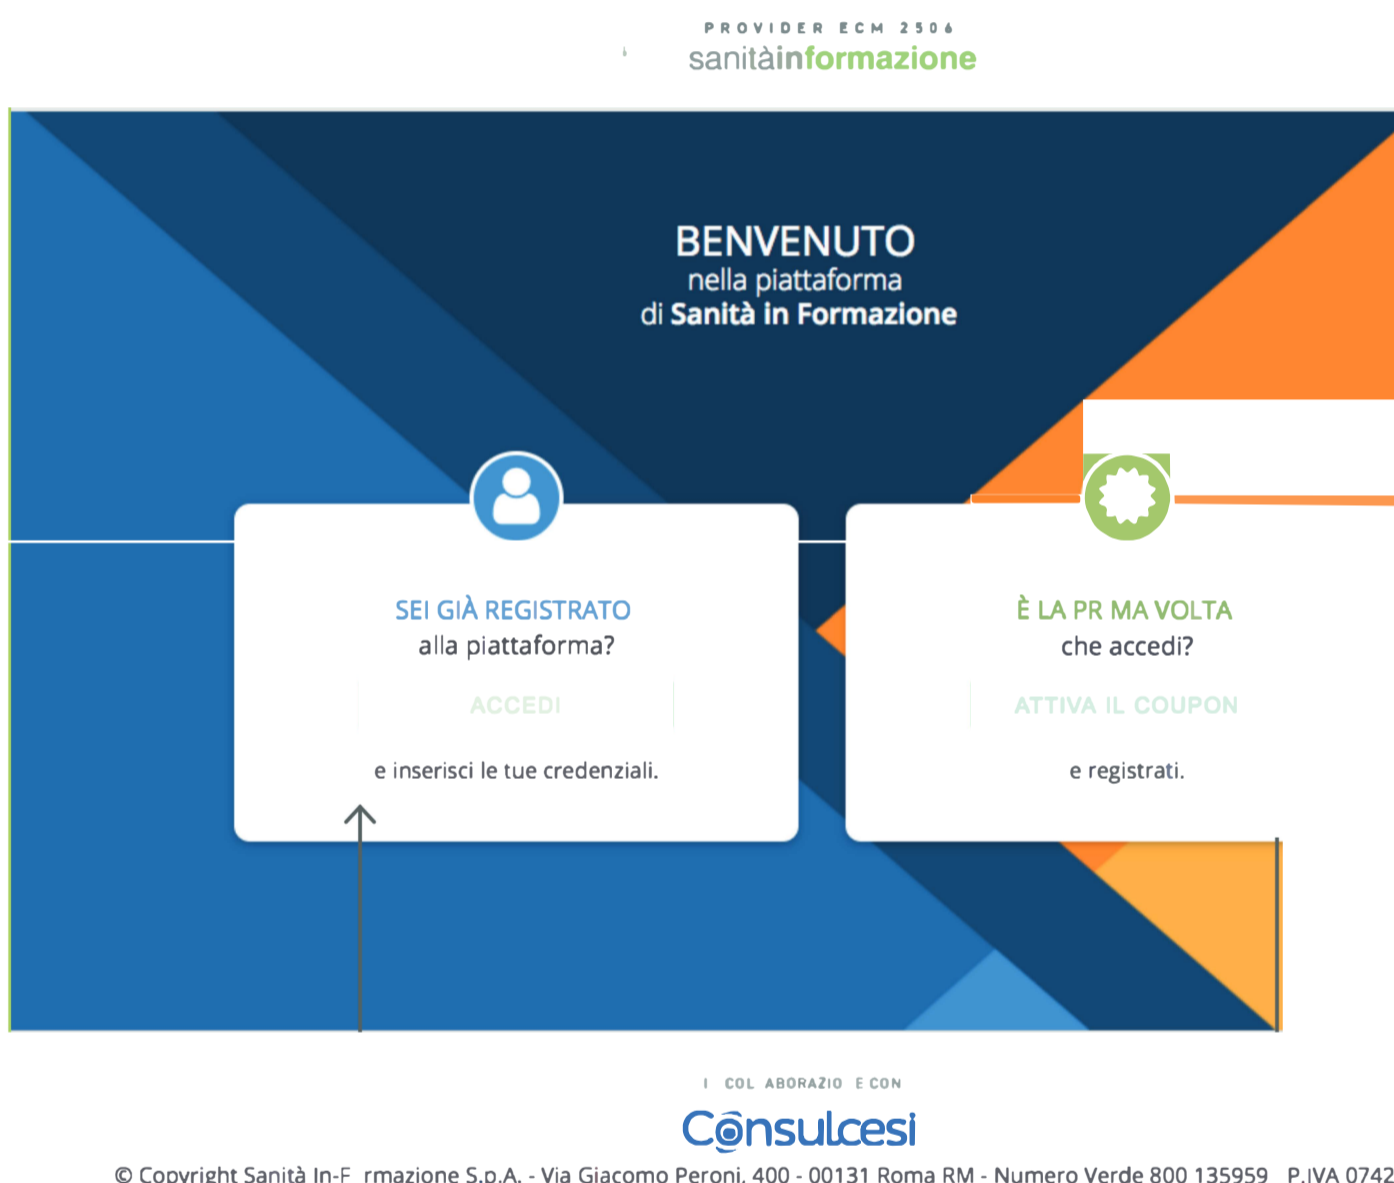 PROVIDER ECM 2506
sanitàinformazione
BENVENUTO
nella piattaforma
di Sanità in Formazione
SEI GIÀ REGISTRATO
alla piattaforma?
ACCEDI
e inserisci le tue credenziali.
È LA PR MA VOLTA
che accedi?
ATTIVA IL COUPON
e registrati.
I COL ABORAZIO E CON
Consulcesi
© Copyright Sanità In-F rmazione S.p.A. - Via Giacomo Peroni, 400 - 00131 Roma RM - Numero Verde 800 135959 P.IVA 0742